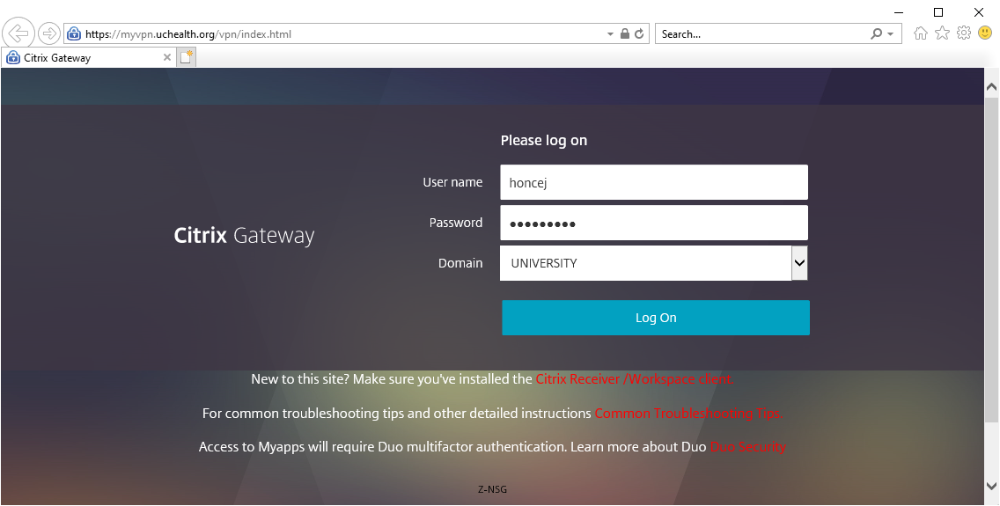 https://myvpn.uchealth.org/vpn/index.html
Search...
Citrix Gateway
Please log on
User name
honcej
Password
•••••••••
Citrix Gateway
Domain
UNIVERSITY
Log On
New to this site? Make sure you've installed the Citrix Receiver /Workspace client.
For common troubleshooting tips and other detailed instructions Common Troubleshooting Tips.
Access to Myapps will require Duo multifactor authentication. Learn more about Duo Duo Security
Z-NSG